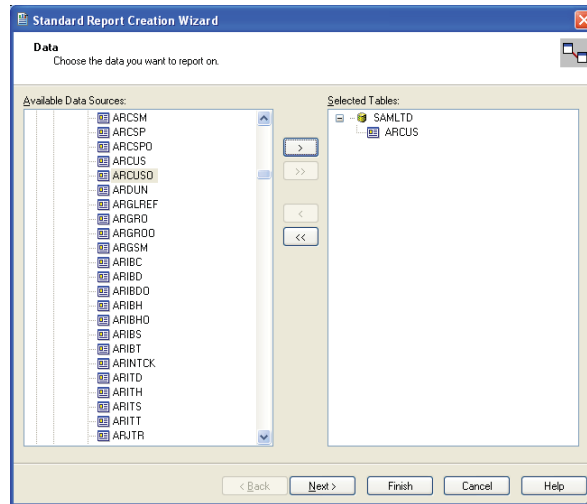 Standard Report Creation Wizard
Data
Choose the data you want to report on.
Available Data Sources:
ARCSM
ARCSP
ARCSPO
ARCUS
ARCUSO
ARDUN
ARGLREF
ARGRO
ARGROO
ARGSM
ARIBC
ARIBD
ARIBDO
ARIBH
ARIBHO
ARIBS
ARIBT
ARINTCK
ARITD
ARITH
ARITS
ARITT
ARJTR
>
>>
<
<<
Selected Tables:
SAMLTD
ARCUS
< Back Next > Finish Cancel Help